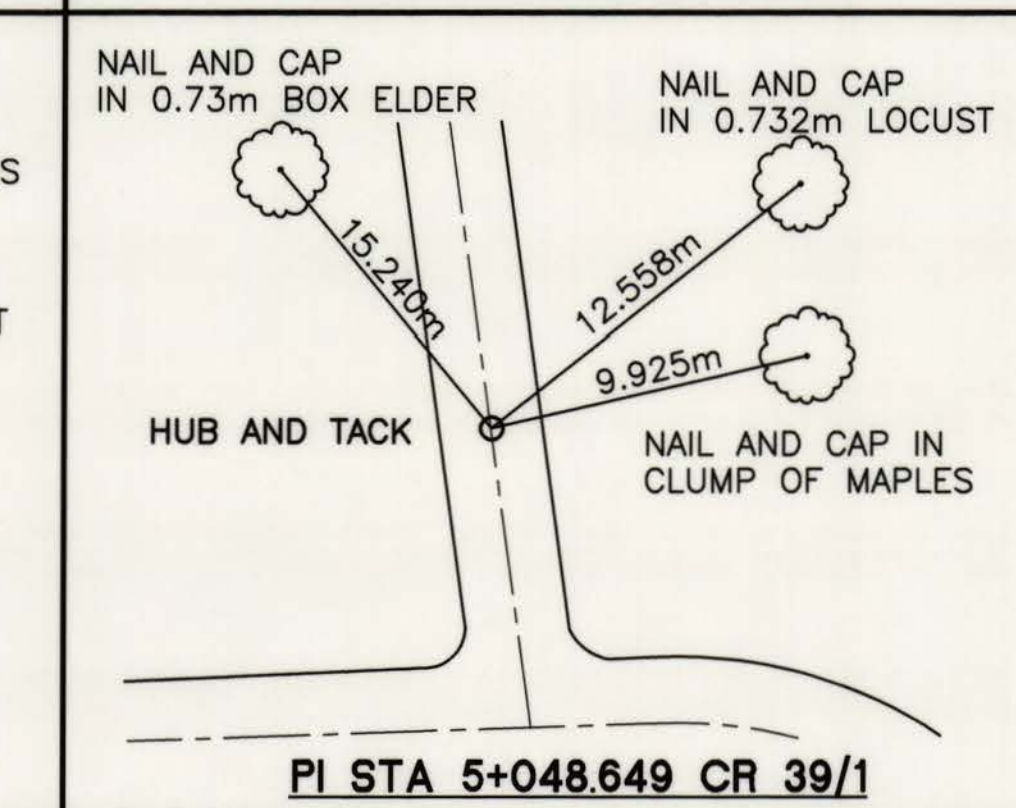 NAIL AND CAP
IN 0.73m BOX ELDER
NAIL AND CAP
IN 0.732m LOCUST
S
15.240m
12.558m
T
9.925m
HUB AND TACK
NAIL AND CAP IN
CLUMP OF MAPLES
PI STA 5+048.649 CR 39/1